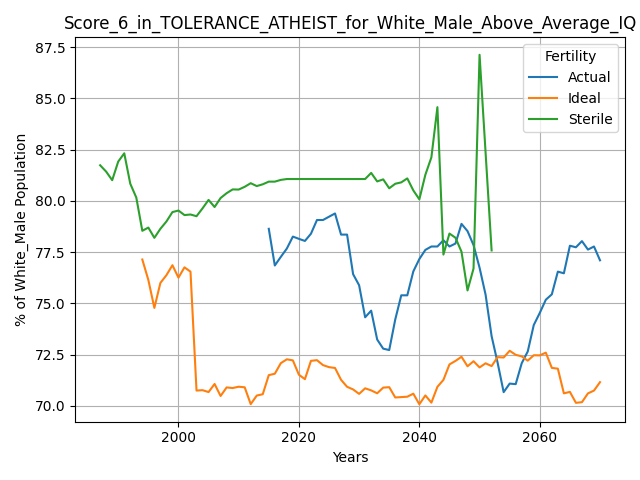 Score_6_in_TOLERANCE_ATHEIST_for_White_Male_Above_Average_IQ
% of White_Male Population
87.5
85.0
82.5
80.0
77.5
75.0
72.5
70.0
Fertility
Actual
Ideal
Sterile
2000
2020
2040
2060
Years